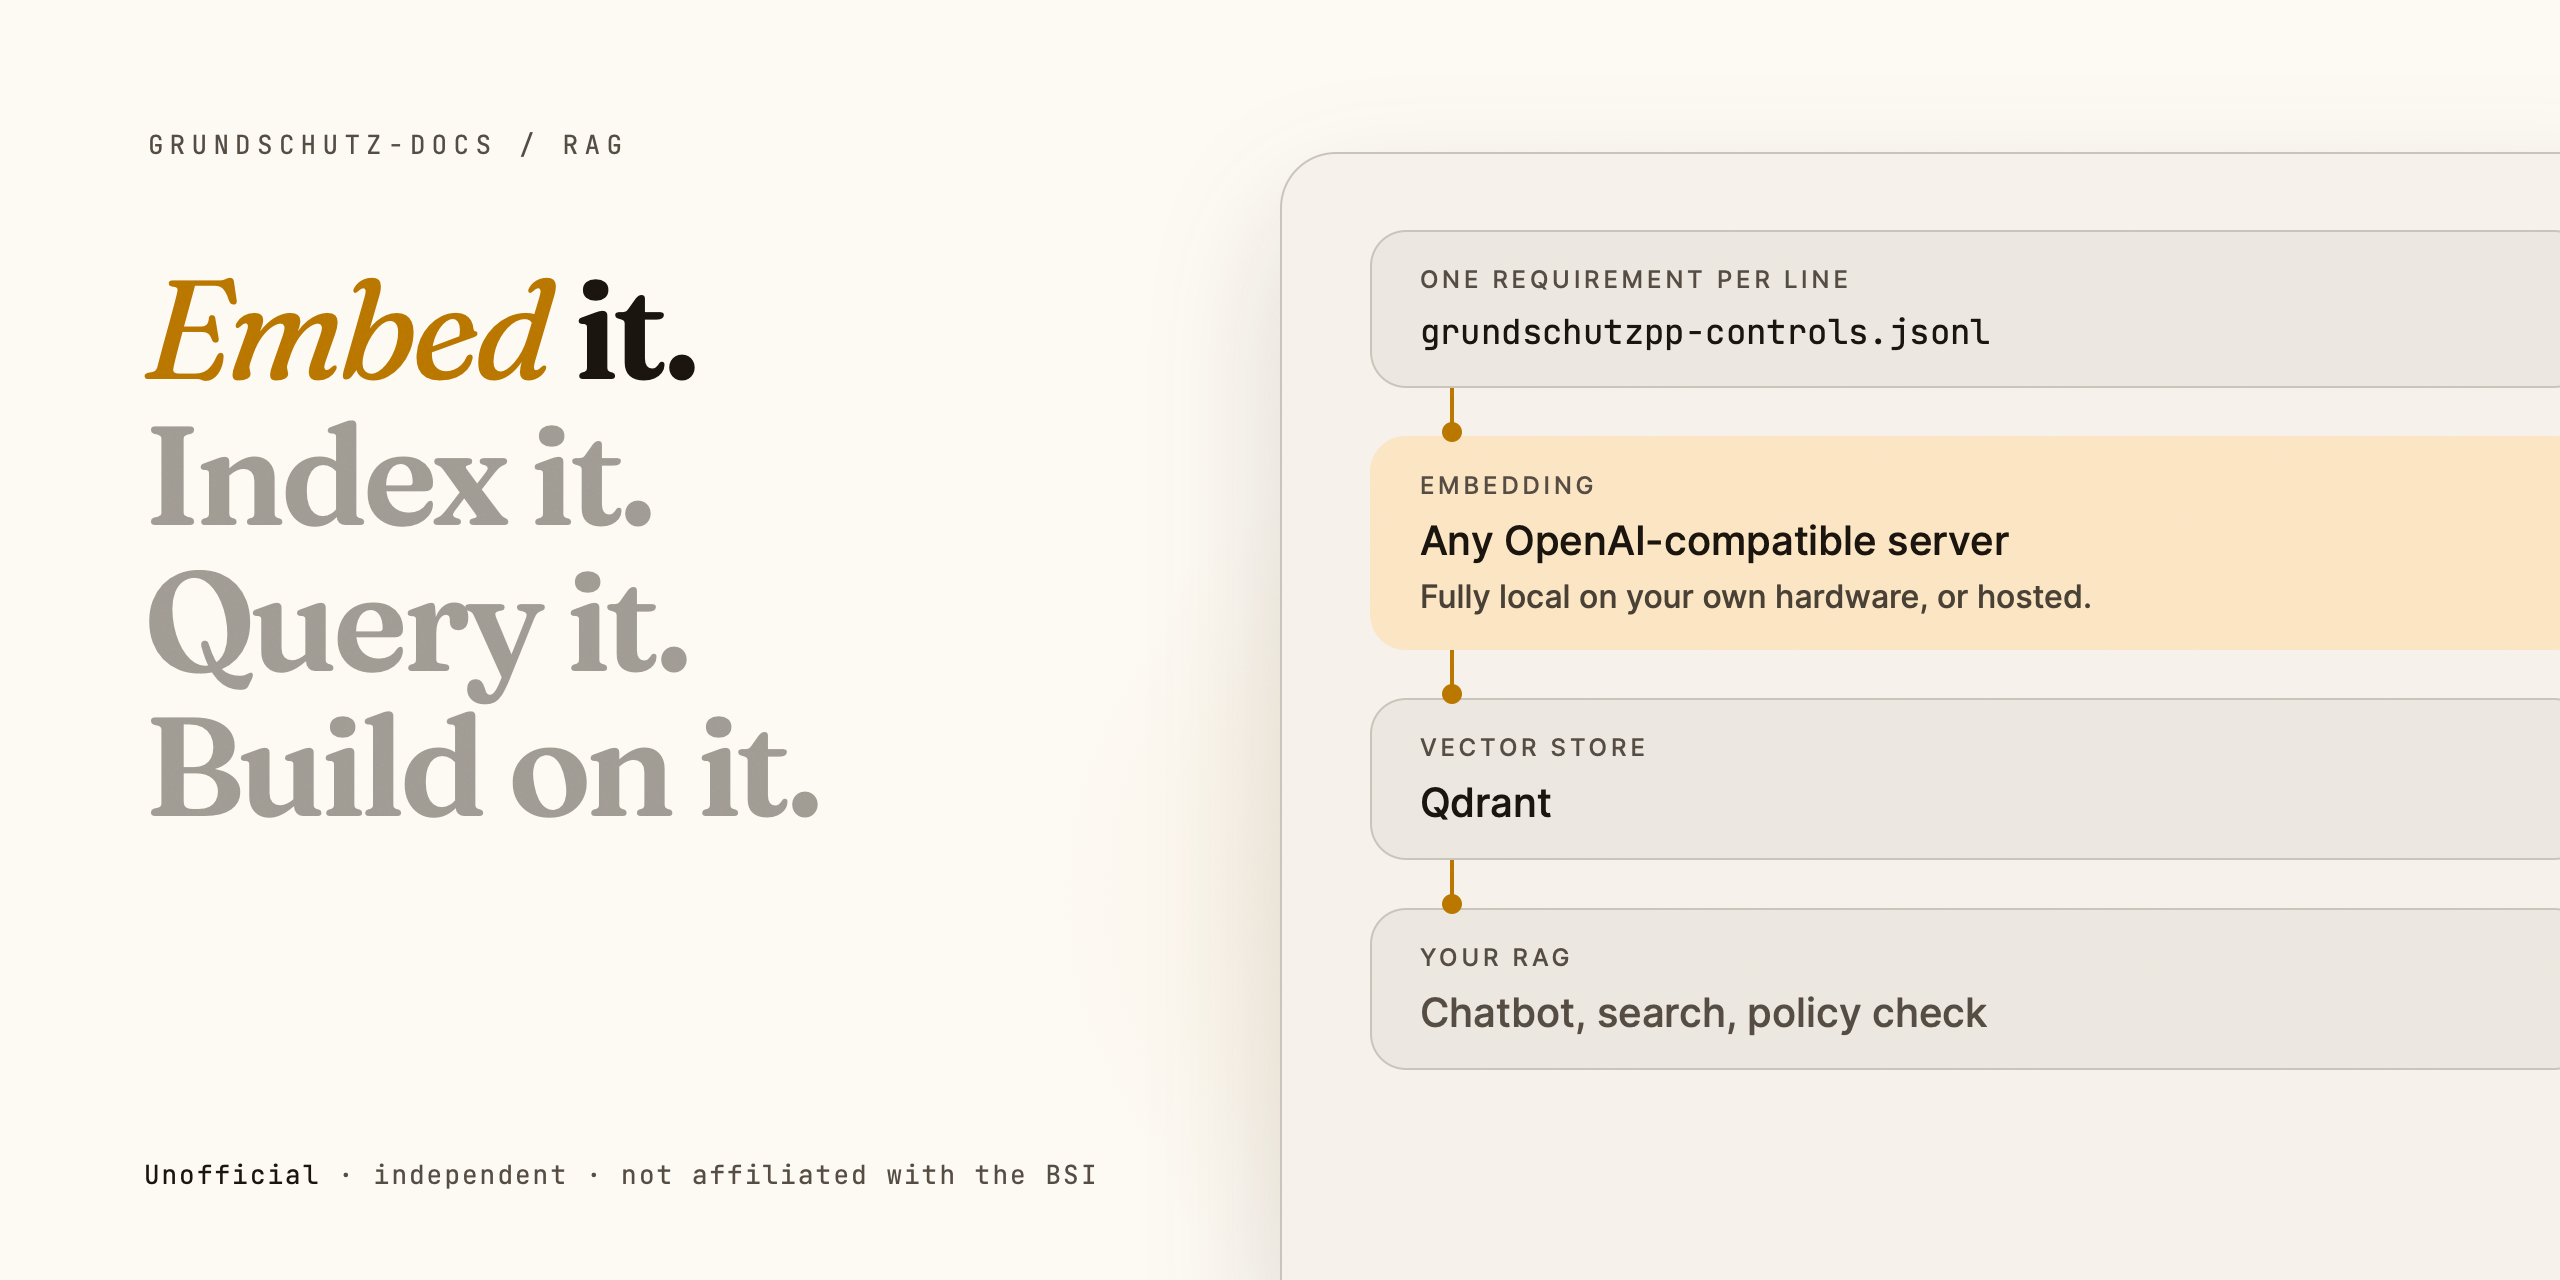 GRUNDSCHUTZ-DOCS / RAG
Embed it.
Index it.
Query it.
Build on it.
Unofficial · independent · not affiliated with the BSI
ONE REQUIREMENT PER LINE
grundschutzpp-controls.jsonl
EMBEDDING
Any OpenAI-compatible server
Fully local on your own hardware, or hosted.
VECTOR STORE
Qdrant
YOUR RAG
Chatbot, search, policy check